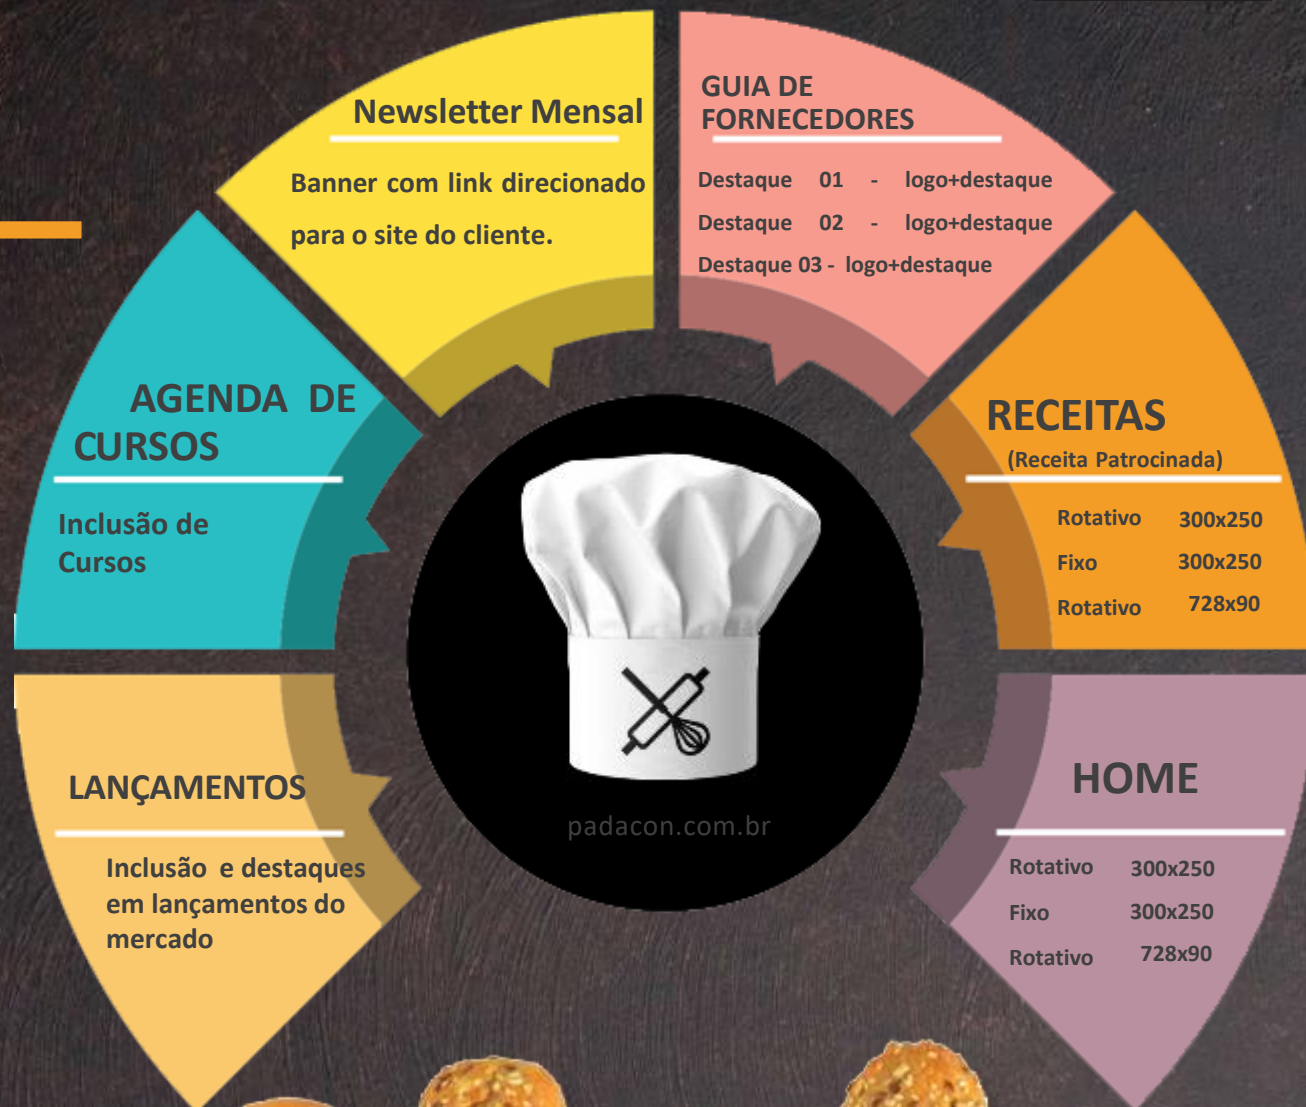 Newsletter Mensal
Banner com link direcionado
para o site do cliente.
GUIA DE
FORNECEDORES
Destaque 01 - logo+destaque
Destaque 02 - logo+destaque
Destaque 03 - logo+destaque
AGENDA DE
CURSOS
Inclusão de
Cursos
RECEITAS
(Receita Patrocinada)
Rotativo 300x250
Fixo 300x250
Rotativo 728x90
LANÇAMENTOS
Inclusão e destaques
em lançamentos do
mercado
padacon.com.br
HOME
Rotativo 300x250
Fixo 300x250
Rotativo 728x90